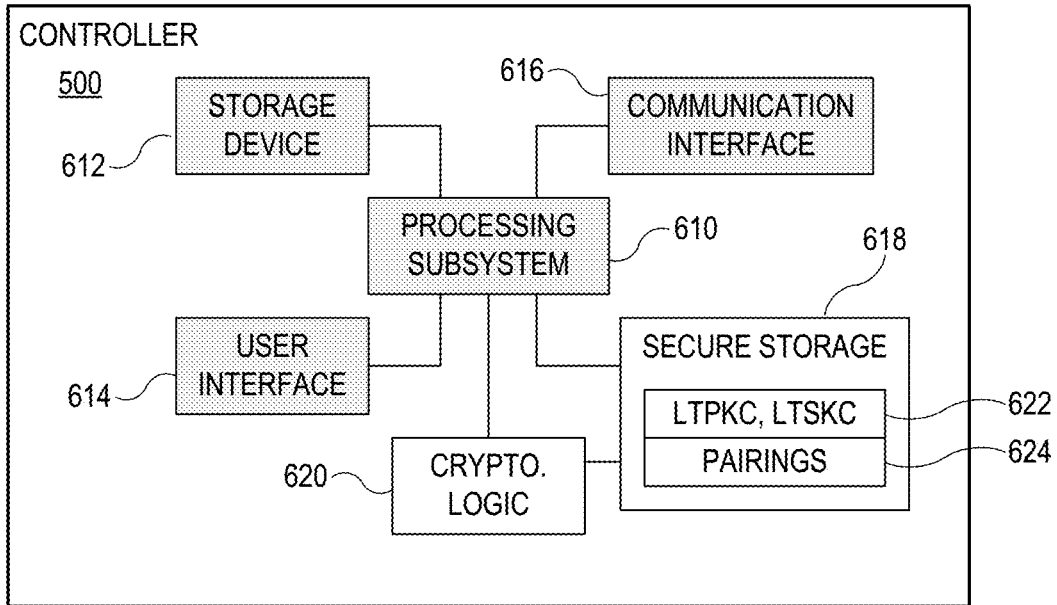 CONTROLLER
500
STORAGE
DEVICE
612
616
COMMUNICATION
INTERFACE
PROCESSING
SUBSYSTEM
610
618
USER
INTERFACE
614
SECURE STORAGE
LTPKC, LTSKC
622
PAIRINGS
624
620
CRYPTO.
LOGIC